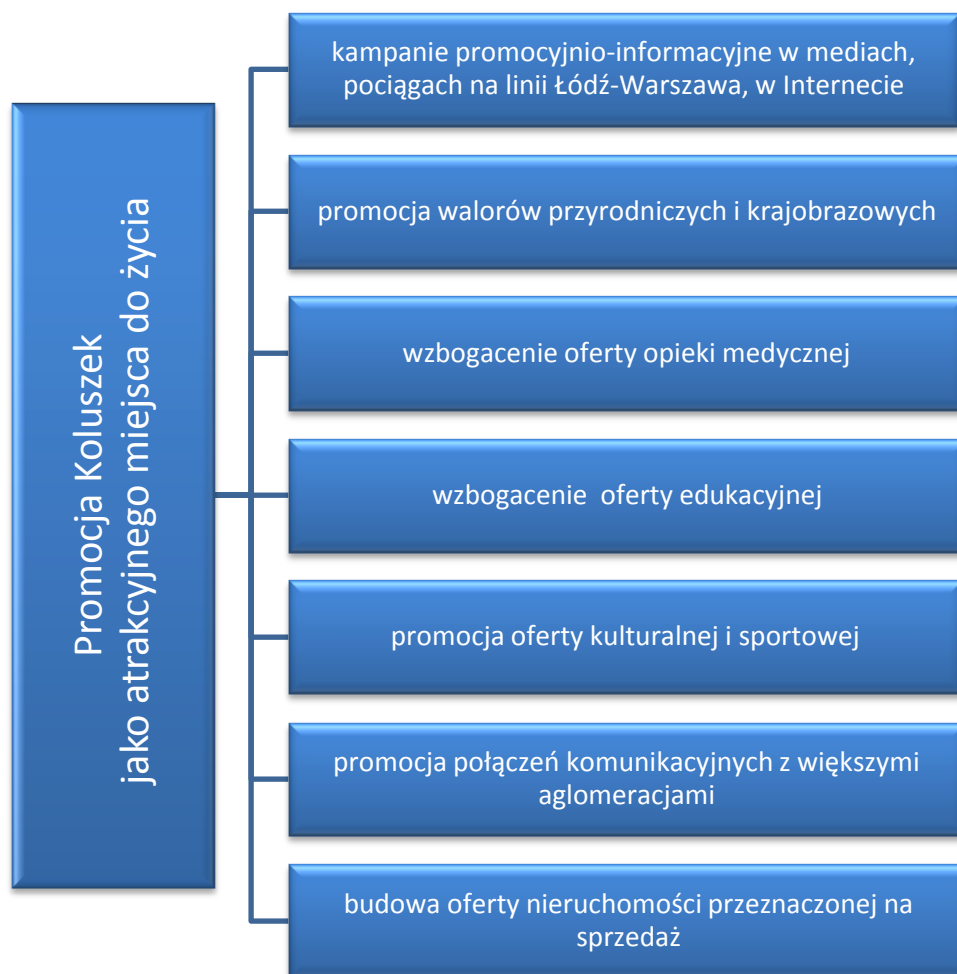 Promocja Koluszek
jako atrakcyjnego miejsca do życia
kampanie promocyjnio-informacyjne w mediach,
pociągach na linii Łódź-Warszawa, w Internecie
promocja walorów przyrodniczych i krajobrazowych
wzbogacenie oferty opieki medycznej
wzbogacenie  oferty edukacyjnej
promocja oferty kulturalnej i sportowej
promocja połączeń komunikacyjnych z większymi
aglomeracjami
budowa oferty nieruchomości przeznaczonej na
sprzedaż